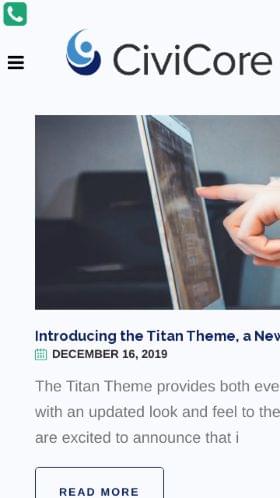 CiviCore
Introducing the Titan Theme, a New
DECEMBER 16, 2019
The Titan Theme provides both eve
with an updated look and feel to the
are excited to announce that i
READ MORE